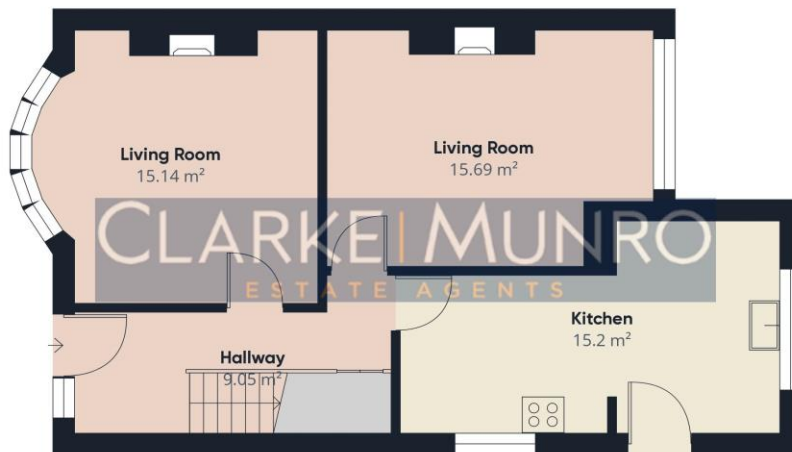 Living Room
15.14 m²
Living Room
15.69 m²
CLARKE MUNRO
ESTATE AGENTS
Kitchen
15.2 m²
Hallway
9.05 m²